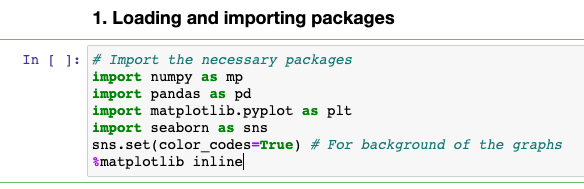 1. Loading and importing packages
In [ ]: # Import the necessary packages
import numpy as mp
import pandas as pd
import matplotlib.pyplot as plt
import seaborn as sns
sns.set(color_codes=True) # For background of the graphs
%matplotlib inline